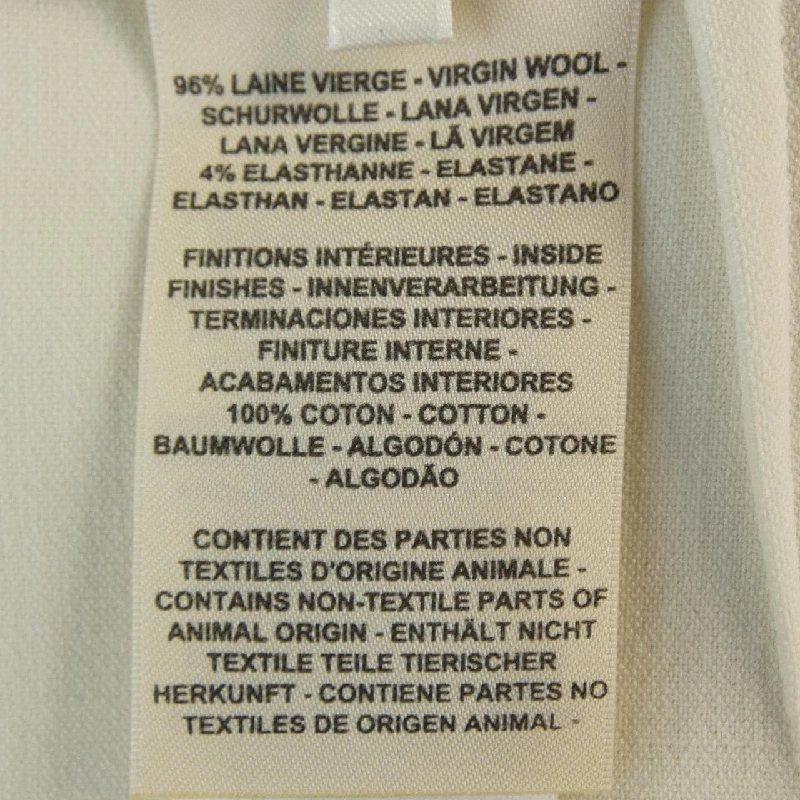 96% LAINE VIERGE - VIRGIN WOOL -
SCHURWOLLE - LANA VIRGEN -
LANA VERGINE - LÃ VIRGEM
4% ELASTHANNE - ELASTANE -
ELASTHAN - ELASTAN - ELASTANO
FINITIONS INTÉRIEURES - INSIDE
FINISHES - INNENVERARBEITUNG -
TERMINACIONES INTERIORES -
FINITURE INTERNE -
ACABAMENTOS INTERIORES
100% COTON - COTTON -
BAUMWOLLE - ALGODÓN - COTONE
- ALGODÃO
CONTIENT DES PARTIES NON
TEXTILES D'ORIGINE ANIMALE -
CONTAINS NON-TEXTILE PARTS OF
ANIMAL ORIGIN - ENTHÄLT NICHT
TEXTILE TEILE TIERISCHER
HERKUNFT - CONTIENE PARTES NO
TEXTILES DE ORIGEN ANIMAL -